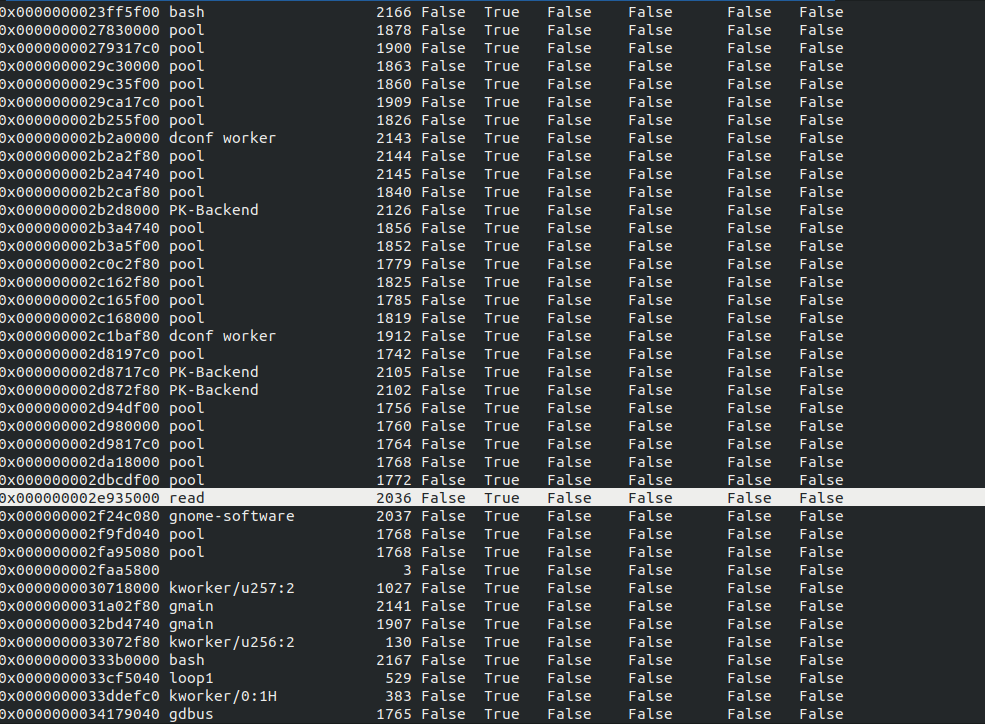 0x0000000023ff5f00 bash 2166 False True False False False False
0x0000000027830000 pool 1878 False True False False False False
0x00000000279317c0 pool 1900 False True False False False False
0x0000000029c30000 pool 1863 False True False False False False
0x0000000029c35f00 pool 1860 False True False False False False
0x0000000029ca17c0 pool 1909 False True False False False False
0x000000002b255f00 pool 1826 False True False False False False
0x000000002b2a0000 dconf worker 2143 False True False False False False
0x000000002b2a2f80 pool 2144 False True False False False False
0x000000002b2a4740 pool 2145 False True False False False False
0x000000002b2caf80 pool 1840 False True False False False False
0x000000002b2d8000 PK-Backend 2126 False True False False False False
0x000000002b3a4740 pool 1856 False True False False False False
0x000000002b3a5f00 pool 1852 False True False False False False
0x000000002c0c2f80 pool 1779 False True False False False False
0x000000002c162f80 pool 1825 False True False False False False
0x000000002c165f00 pool 1785 False True False False False False
0x000000002c168000 pool 1819 False True False False False False
0x000000002c1baf80 dconf worker 1912 False True False False False False
0x000000002d8197c0 pool 1742 False True False False False False
0x000000002d8717c0 PK-Backend 2105 False True False False False False
0x000000002d872f80 PK-Backend 2102 False True False False False False
0x000000002d94df00 pool 1756 False True False False False False
0x000000002d980000 pool 1760 False True False False False False
0x000000002d9817c0 pool 1764 False True False False False False
0x000000002da18000 pool 1768 False True False False False False
0x000000002dbcdf00 pool 1772 False True False False False False
0x000000002e935000 read 2036 False True False False False False
0x000000002f24c080 gnome-software 2037 False True False False False False
0x000000002f9fd040 pool 1768 False True False False False False
0x000000002fa95080 pool 1768 False True False False False False
0x000000002faa5800 3 False True False False False False
0x0000000030718000 kworker/u257:2 1027 False True False False False False
0x0000000031a02f80 gmain 2141 False True False False False False
0x0000000032bd4740 gmain 1907 False True False False False False
0x0000000033072f80 kworker/u256:2 130 False True False False False False
0x00000000333b0000 bash 2167 False True False False False False
0x0000000033cf5040 loop1 529 False True False False False False
0x0000000033ddefc0 kworker/0:1H 383 False True False False False False
0x0000000034179040 gdbus 1765 False True False False False False